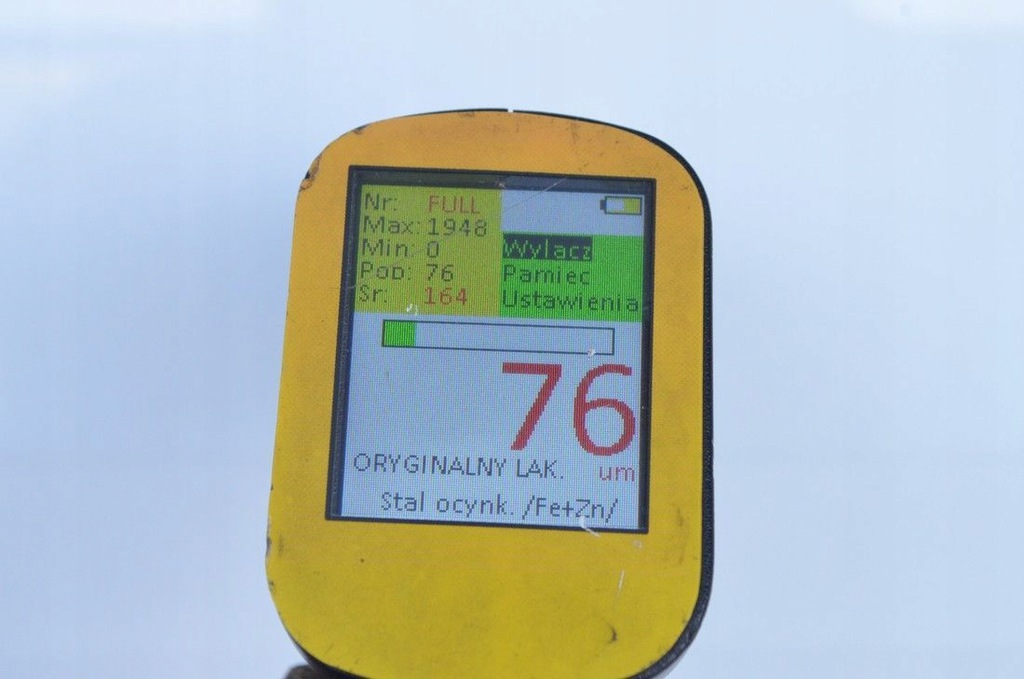 Nr: FULL
Max: 1948
Min: 0
Pop: 76
Sr: 164
Wylacz
Pamiec
Ustawienia
76
um
ORYGINALNY LAK.
Stal ocynk. /Fe+Zn/